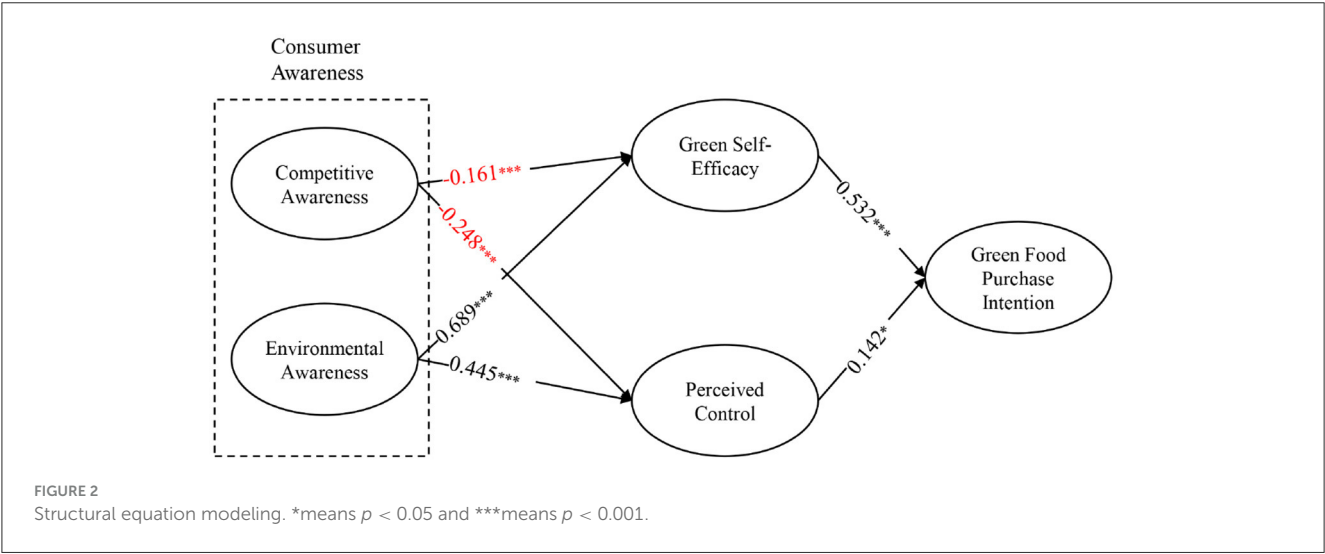 Consumer
Awareness
Competitive
Awareness
Environmental
Awareness
-0.161***
-0.248***
0.689***
0.445***
Green Self-
Efficacy
Perceived
Control
0.532***
0.142*
Green Food
Purchase
Intention
FIGURE 2
Structural equation modeling. *means p < 0.05 and ***means p < 0.001.